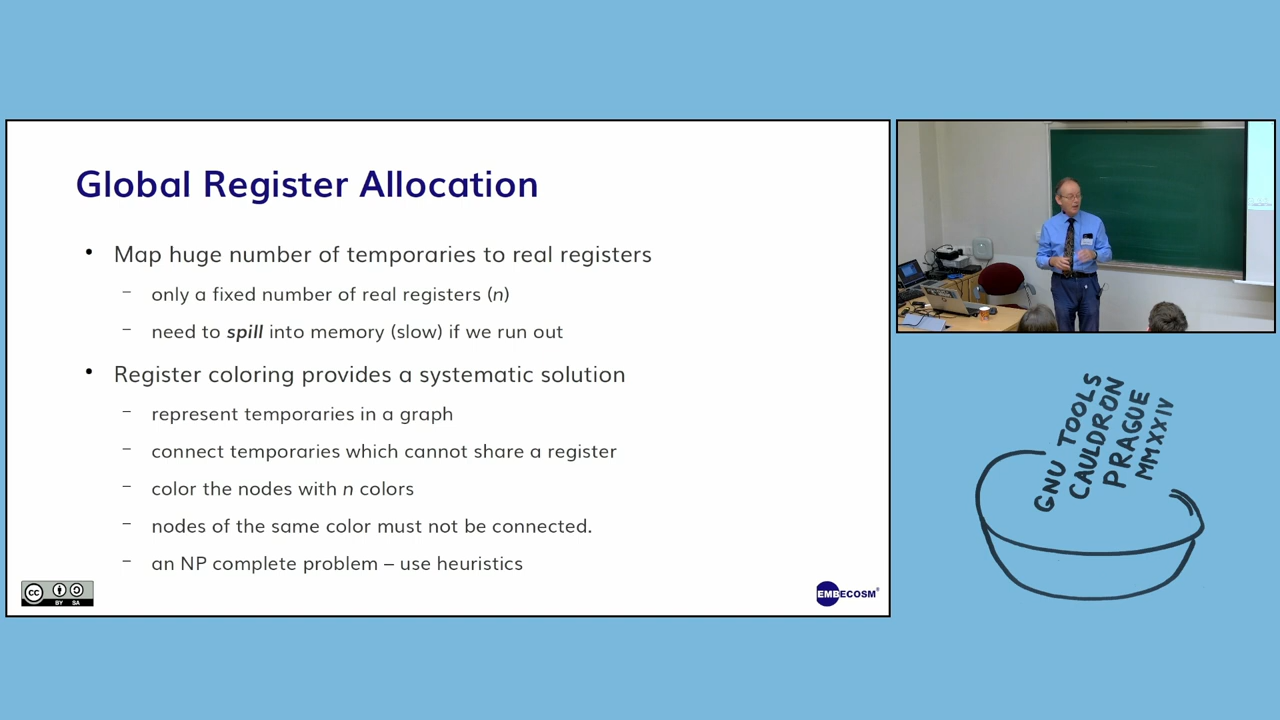 Global Register Allocation
• Map huge number of temporaries to real registers
– only a fixed number of real registers (n)
– need to spill into memory (slow) if we run out
• Register coloring provides a systematic solution
– represent temporaries in a graph
– connect temporaries which cannot share a register
– color the nodes with n colors
– nodes of the same color must not be connected.
– an NP complete problem – use heuristics
cc
BY SA
EMBECOSM®
GNU TOOLS
CAULDRON
PRAGUE
MMXXIV